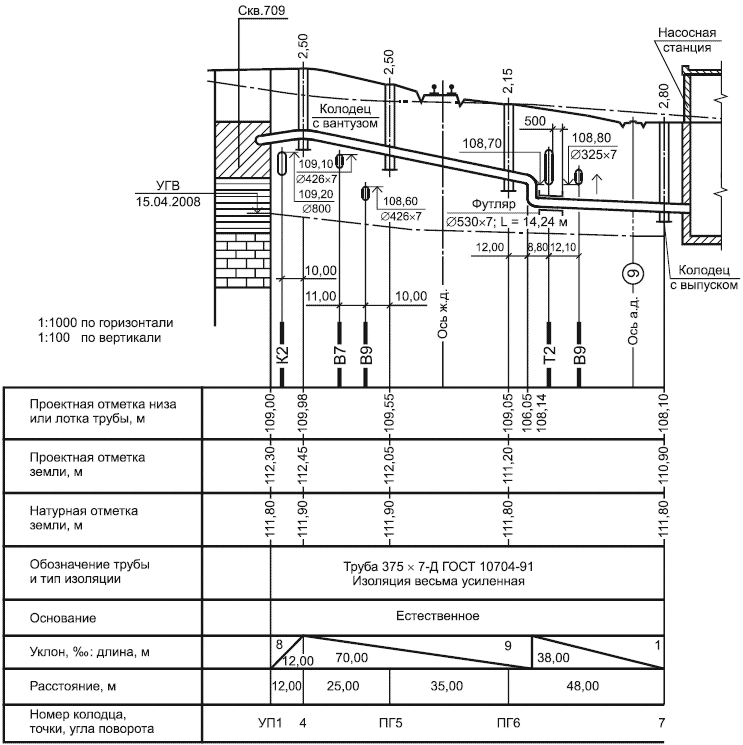 Скв.709
2,50
2,50
2,15
2,80
Насосная
станция
Колодец
с вантузом
500
108,70
108,80
∅325×7
109,10
∅426×7
109,20
∅800
108,60
∅426×7
УГВ
15.04.2008
Футляр
∅530×7; L = 14,24 м
12,00
8,80
12,10
10,00
11,00
10,00
Колодец
с выпуском
1:1000 по горизонтали
1:100 по вертикали
К2
В7
В9
Ось ж.д.
Т2
В9
9
Ось а.д.
Проектная отметка низа
или лотка трубы, м
109,00
109,98
109,55
109,05
106,05
108,14
108,10
Проектная отметка
земли, м
112,30
112,45
112,05
111,20
110,90
Натурная отметка
земли, м
111,80
111,90
111,90
111,80
111,80
Обозначение трубы
и тип изоляции
Труба 375 × 7-Д ГОСТ 10704-91
Изоляция весьма усиленная
Основание
Естественное
Уклон, ‰: длина, м
8
12,00
70,00
9
38,00
1
Расстояние, м
12,00
25,00
35,00
48,00
Номер колодца,
точки, угла поворота
УП1
4
ПГ5
ПГ6
7